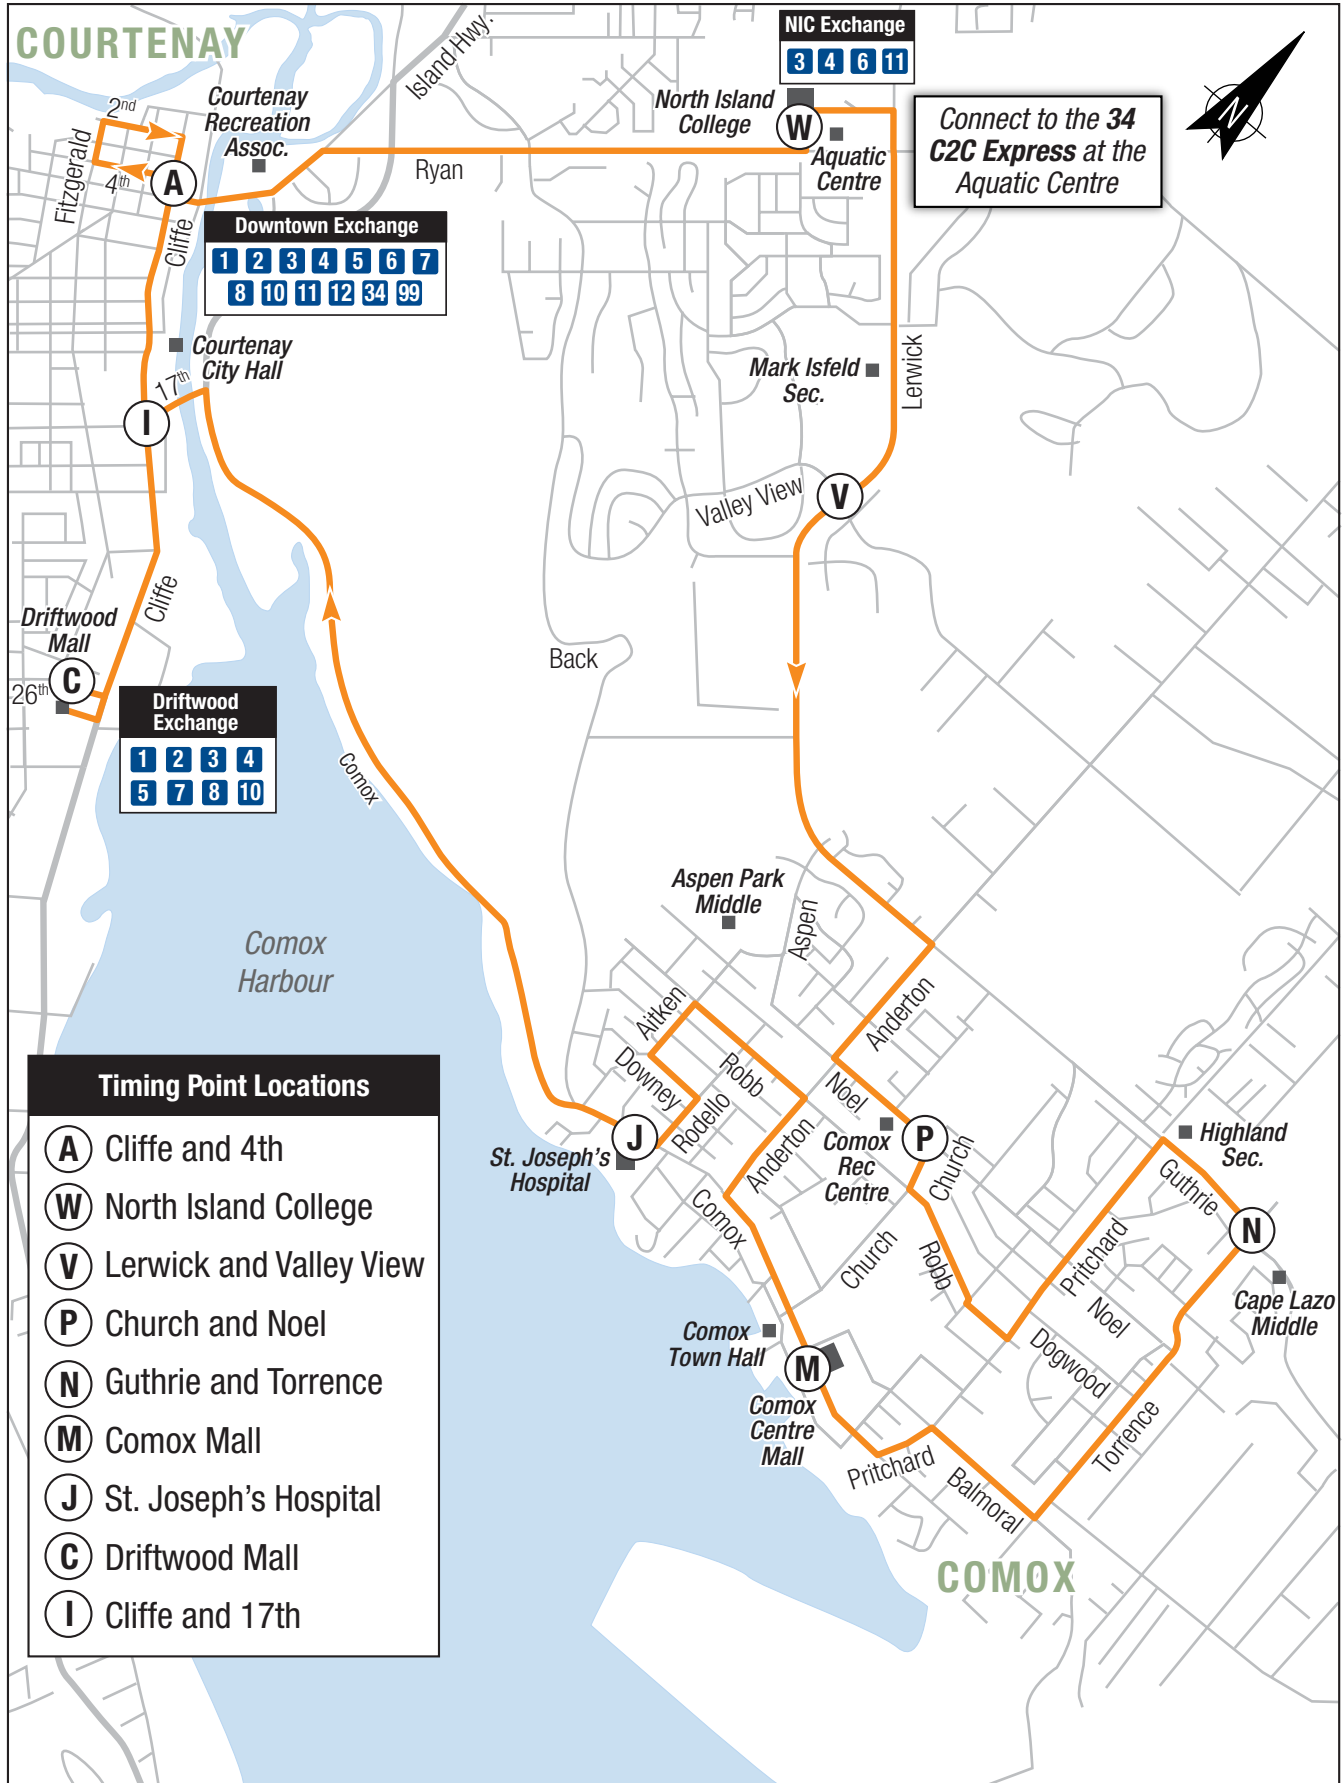 COURTENAY
Island Hwy.
NIC Exchange
3 4 6 11
North Island
College
W
Aquatic
Centre
Connect to the 34
C2C Express at the
Aquatic Centre
N
2nd
Fitzgerald
4th
A
Courtenay
Recreation
Assoc.
Ryan
Cliffe
Downtown Exchange
1 2 3 4 5 6 7
8 10 11 12 34 99
Courtenay
City Hall
17th
I
Mark Isfeld
Sec.
Lerwick
Valley View
V
Cliffe
Driftwood
Mall
C
26th
Driftwood
Exchange
1 2 3 4
5 7 8 10
Back
Comox
Comox
Harbour
Aspen Park
Middle
Aspen
Anderton
Aitken
Downey
Robb
Rodello
Noel
J
St. Joseph's
Hospital
Anderton
Comox
Comox
Rec
Centre
P
Church
Church
Robb
Highland
Sec.
Guthrie
N
Pritchard
Noel
Cape Lazo
Middle
Dogwood
Comox
Town Hall
M
Comox
Centre
Mall
Pritchard
Balmoral
Torrence
COMOX
Timing Point Locations
A Cliffe and 4th
W North Island College
V Lerwick and Valley View
P Church and Noel
N Guthrie and Torrence
M Comox Mall
J St. Joseph's Hospital
C Driftwood Mall
I Cliffe and 17th